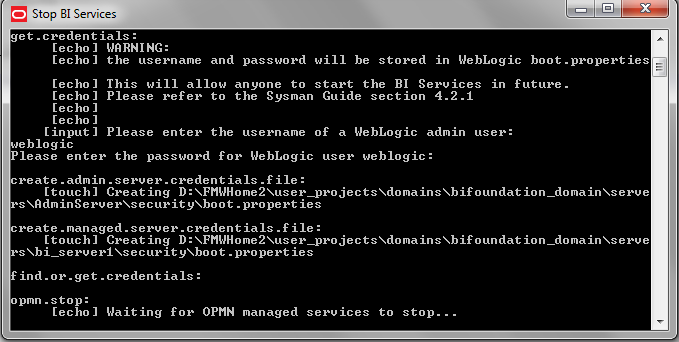 Stop BI Services
get.credentials:
[echo] WARNING:
[echo] the username and password will be stored in WebLogic boot.properties
[echo] This will allow anyone to start the BI Services in future.
[echo] Please refer to the Sysman Guide section 4.2.1
[echo]
[echo]
[input] Please enter the username of a WebLogic admin user:
weblogic
Please enter the password for WebLogic user weblogic:
create.admin.server.credentials.file:
[touch] Creating D:\FMWHome2\user_projects\domains\bifoundation_domain\serve
rs\AdminServer\security\boot.properties
create.managed.server.credentials.file:
[touch] Creating D:\FMWHome2\user_projects\domains\bifoundation_domain\serve
rs\bi_server1\security\boot.properties
find.or.get.credentials:
opmn.stop:
[echo] Waiting for OPMN managed services to stop...